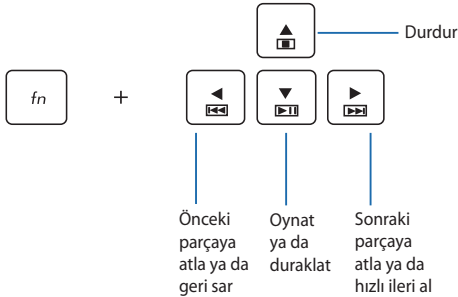 Durdur
fn
+
Önceki
parçaya
atla ya da
geri sar
Oynat
ya da
duraklat
Sonraki
parçaya
atla ya da
hızlı ileri al